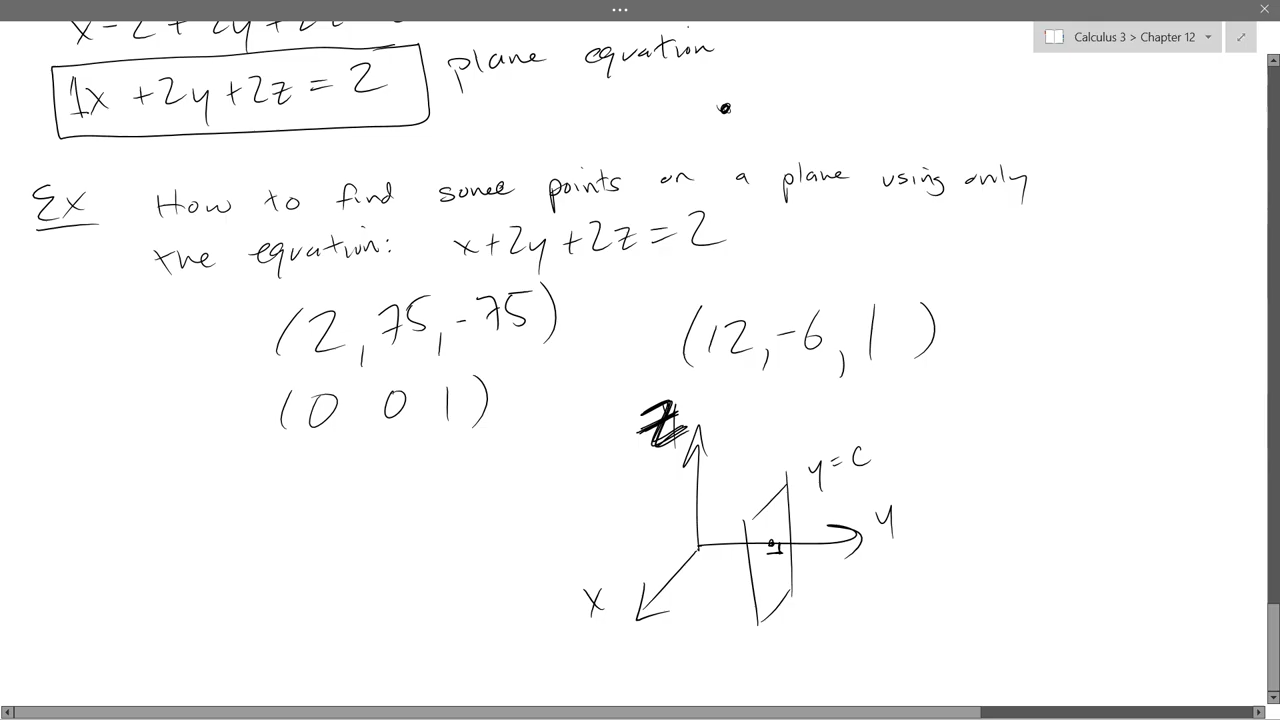 Calculus 3 > Chapter 12
1x + 2y + 2z = 2 plane equation
Ex How to find some points on a plane using only
the equation: x + 2y + 2z = 2
(2, 75, -75) (12, -6, 1)
(0 0 1)
z
y = c
y
x